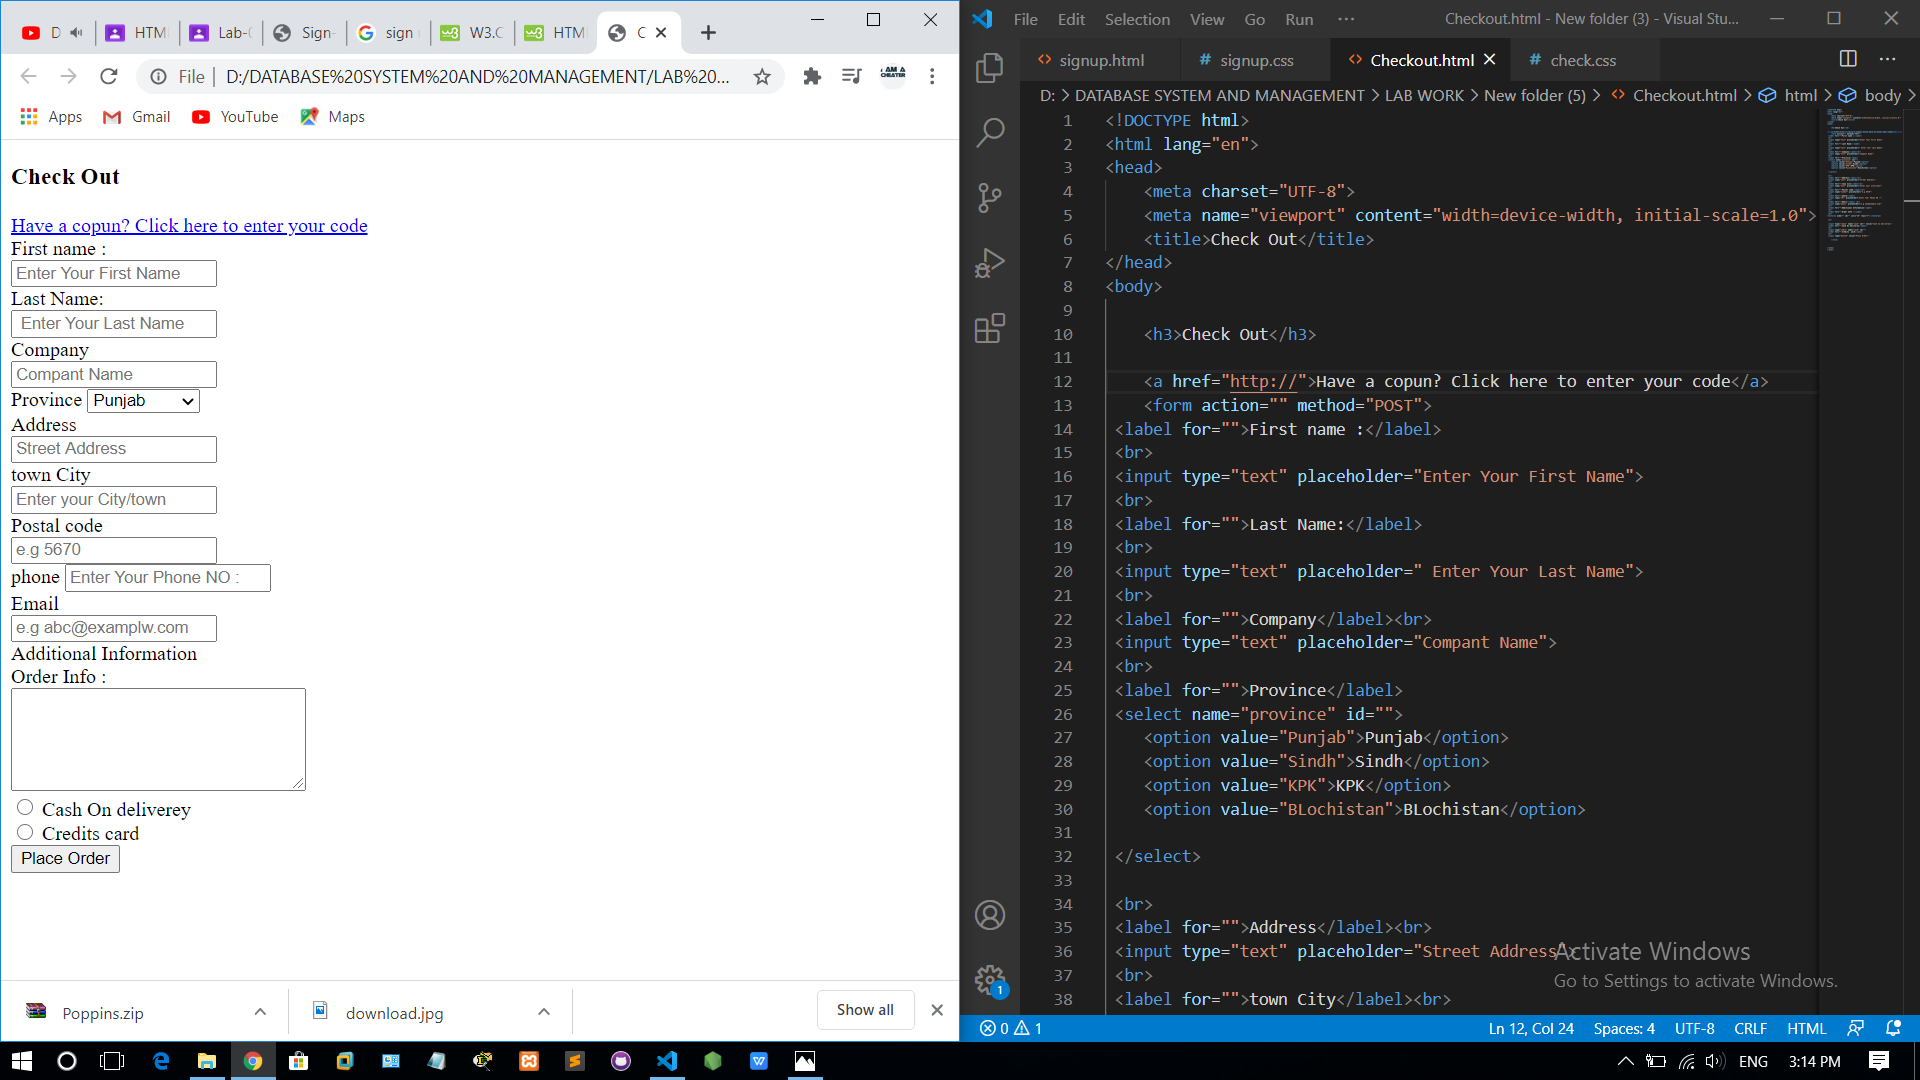 D
HTM
Lab-
Sign-
sign
W3.C
HTM
C
File
D:/DATABASE%20SYSTEM%20AND%20MANAGEMENT/LAB%20...
I AM A
CHEATER
Apps
Gmail
YouTube
Maps
Check Out
Have a copun? Click here to enter your code
First name :
Enter Your First Name
Last Name:
Enter Your Last Name
Company
Compant Name
Province Punjab
Address
Street Address
town City
Enter your City/town
Postal code
e.g 5670
phone Enter Your Phone NO :
Email
e.g abc@examplw.com
Additional Information
Order Info :
Cash On deliverey
Credits card
Place Order
Poppins.zip
download.jpg
Show all
File Edit Selection View Go Run ···
Checkout.html - New folder (3) - Visual Stu...
signup.html
# signup.css
Checkout.html
# check.css
D: > DATABASE SYSTEM AND MANAGEMENT > LAB WORK > New folder (5) > Checkout.html > html > body >
1 <!DOCTYPE html>
2 <html lang="en">
3 <head>
4 <meta charset="UTF-8">
5 <meta name="viewport" content="width=device-width, initial-scale=1.0">
6 <title>Check Out</title>
7 </head>
8 <body>
9
10 <h3>Check Out</h3>
11
12 <a href="http://">Have a copun? Click here to enter your code</a>
13 <form action="" method="POST">
14 <label for="">First name :</label>
15 <br>
16 <input type="text" placeholder="Enter Your First Name">
17 <br>
18 <label for="">Last Name:</label>
19 <br>
20 <input type="text" placeholder=" Enter Your Last Name">
21 <br>
22 <label for="">Company</label><br>
23 <input type="text" placeholder="Compant Name">
24 <br>
25 <label for="">Province</label>
26 <select name="province" id="">
27 <option value="Punjab">Punjab</option>
28 <option value="Sindh">Sindh</option>
29 <option value="KPK">KPK</option>
30 <option value="BLochistan">BLochistan</option>
31
32 </select>
33
34 <br>
35 <label for="">Address</label><br>
36 <input type="text" placeholder="Street Address">
37 <br>
38 <label for="">town City</label><br>
Activate Windows
Go to Settings to activate Windows.
1
0 1
Ln 12, Col 24
Spaces: 4
UTF-8
CRLF
HTML
ENG
3:14 PM